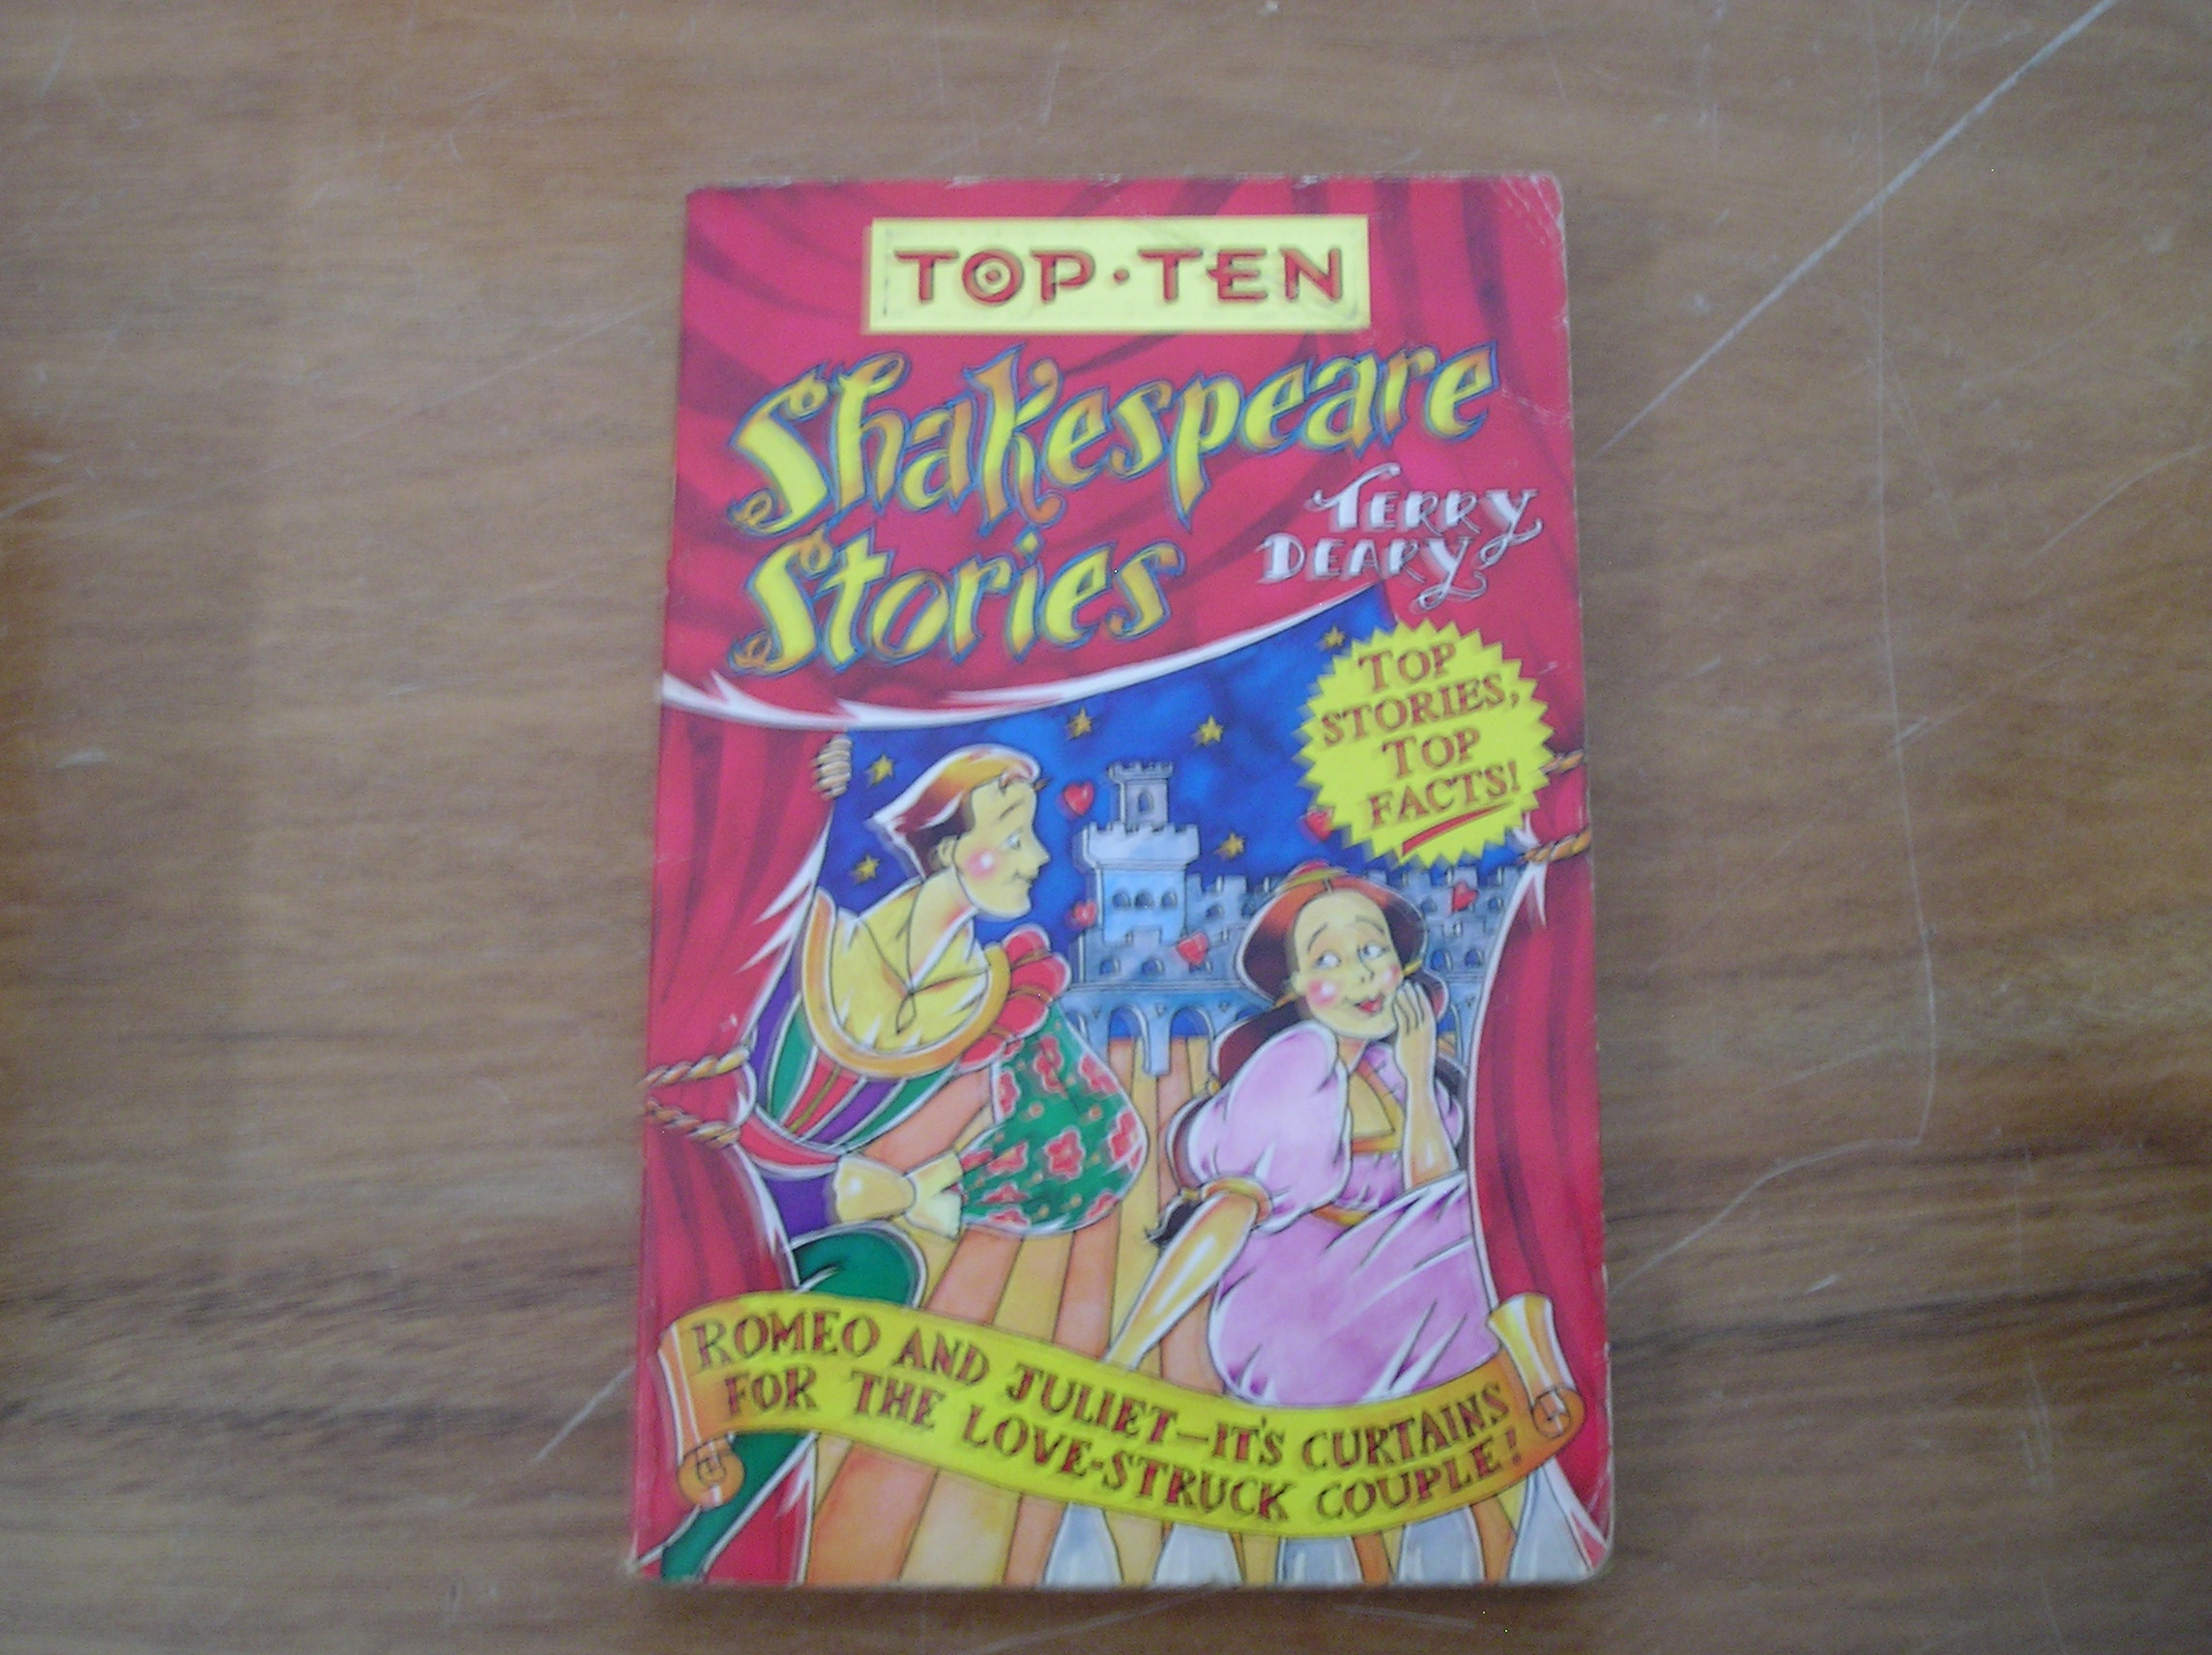 TOP·TEN
Shakespeare
Stories
TERRY
DEARY
TOP
STORIES,
TOP
FACTS!
ROMEO AND JULIET—IT'S CURTAINS
FOR THE LOVE-STRUCK COUPLE!